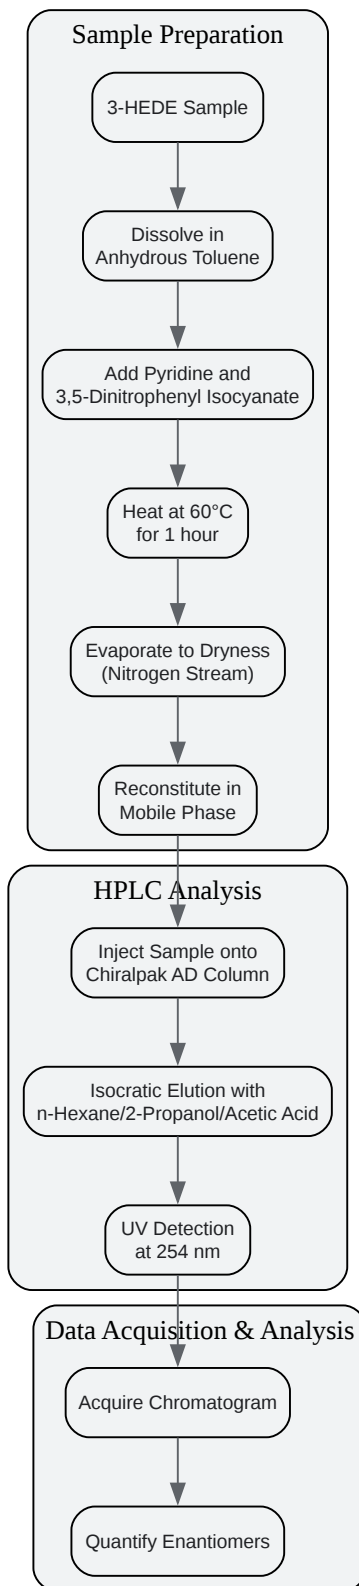 Sample Preparation
3-HEDE Sample
Dissolve in
Anhydrous Toluene
Add Pyridine and
3,5-Dinitrophenyl Isocyanate
Heat at 60°C
for 1 hour
Evaporate to Dryness
(Nitrogen Stream)
Reconstitute in
Mobile Phase
HPLC Analysis
Inject Sample onto
Chiralpak AD Column
Isocratic Elution with
n-Hexane/2-Propanol/Acetic Acid
UV Detection
at 254 nm
Data Acquisition & Analysis
Acquire Chromatogram
Quantify Enantiomers